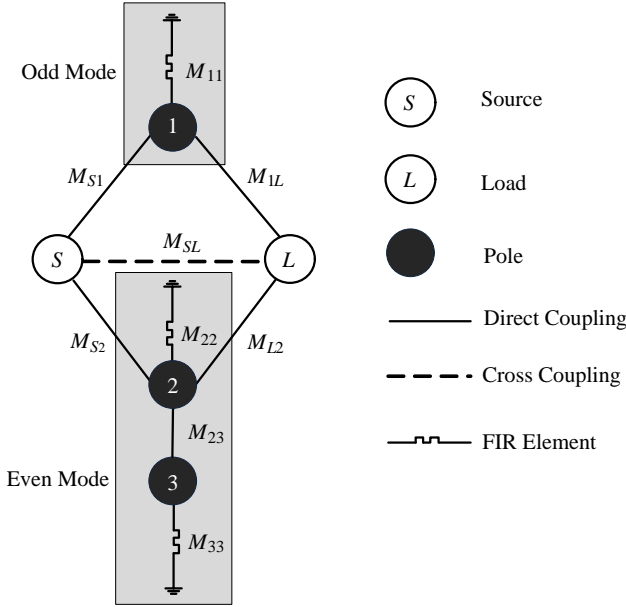 Odd Mode
M11
1
MS1
M1L
S
MSL
L
MS2
M22
ML2
2
M23
Even Mode
3
M33
S
Source
L
Load
Pole
Direct Coupling
Cross Coupling
FIR Element